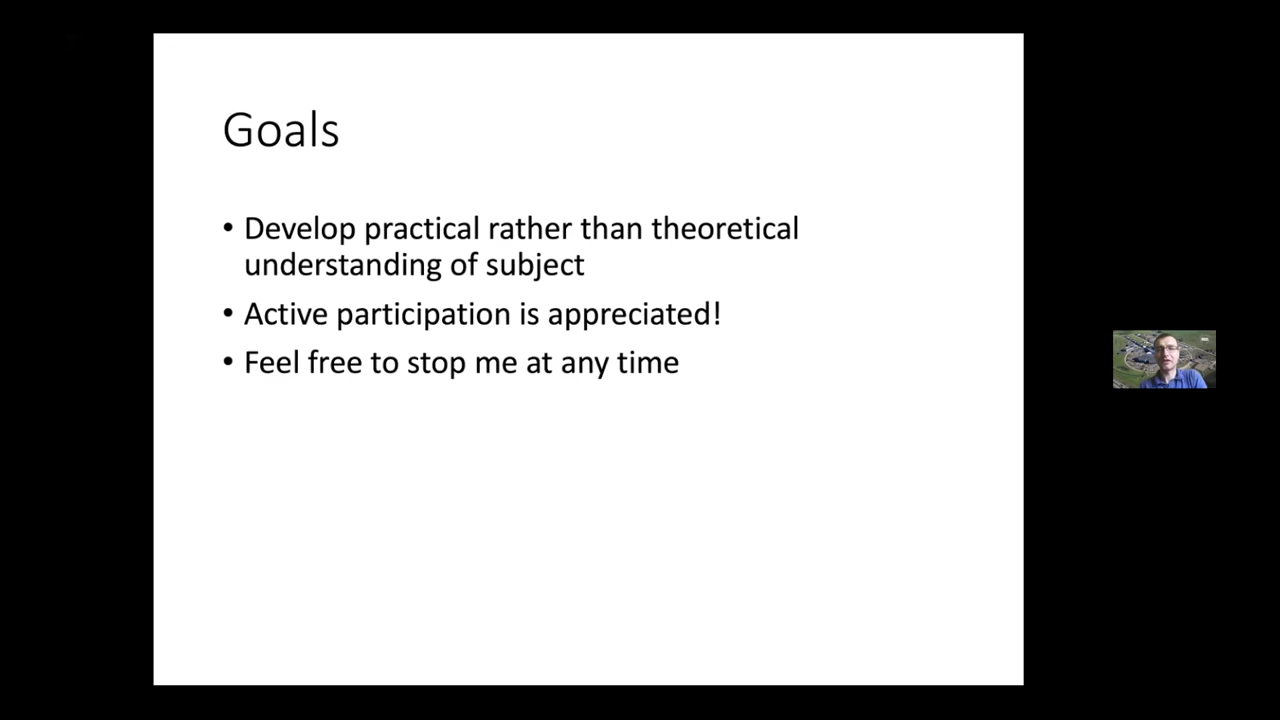 Goals
• Develop practical rather than theoretical
understanding of subject
• Active participation is appreciated!
• Feel free to stop me at any time